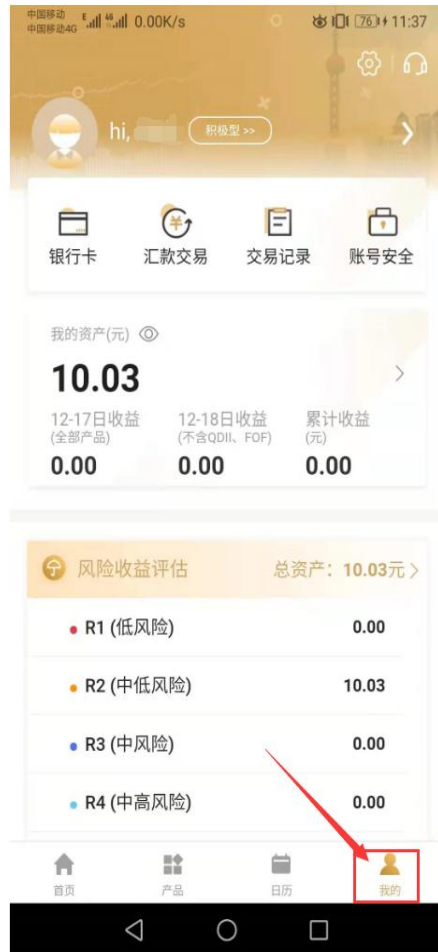 中国移动
中国移动4G 0.00K/s 76 11:37
hi, 积极型 >>
银行卡 汇款交易 交易记录 账号安全
我的资产(元)
10.03
12-17日收益 12-18日收益 累计收益
(全部产品) (不含QDII、FOF) (元)
0.00 0.00 0.00
风险收益评估 总资产：10.03元
R1 (低风险) 0.00
R2 (中低风险) 10.03
R3 (中风险) 0.00
R4 (中高风险) 0.00
首页 产品 日历 我的